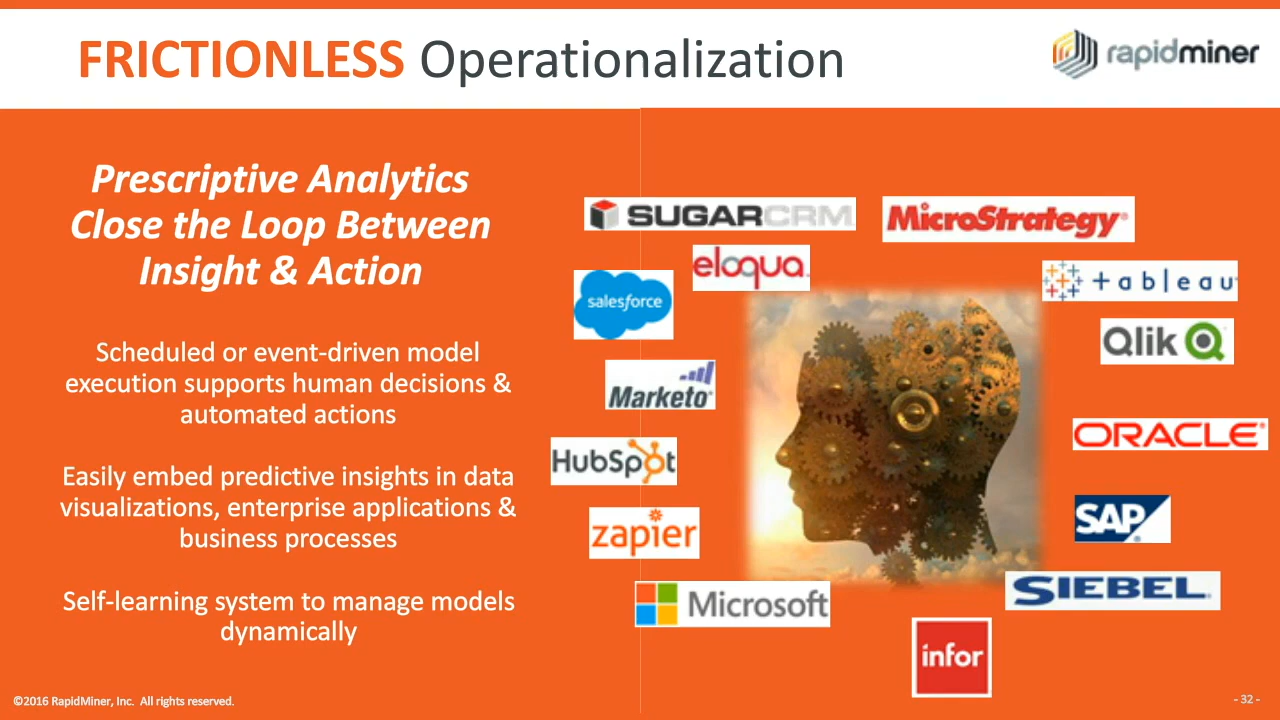 FRICTIONLESS Operationalization
rapidminer
Prescriptive Analytics
Close the Loop Between
Insight & Action
Scheduled or event-driven model
execution supports human decisions &
automated actions
Easily embed predictive insights in data
visualizations, enterprise applications &
business processes
Self-learning system to manage models
dynamically
SUGARCRM
MicroStrategy
eloqua
+ableau
salesforce
Qlik
Marketo
ORACLE
HubSpot
SAP
zapier
SIEBEL
Microsoft
infor
©2016 RapidMiner, Inc. All rights reserved.
- 32 -